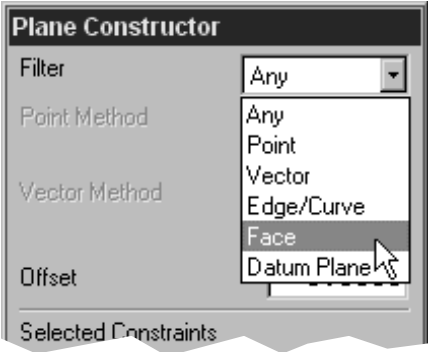 Plane Constructor
Filter Any
Point Method
Any
Point
Vector
Vector Method
Edge/Curve
Face
Datum Plane
Offset
Selected Constraints